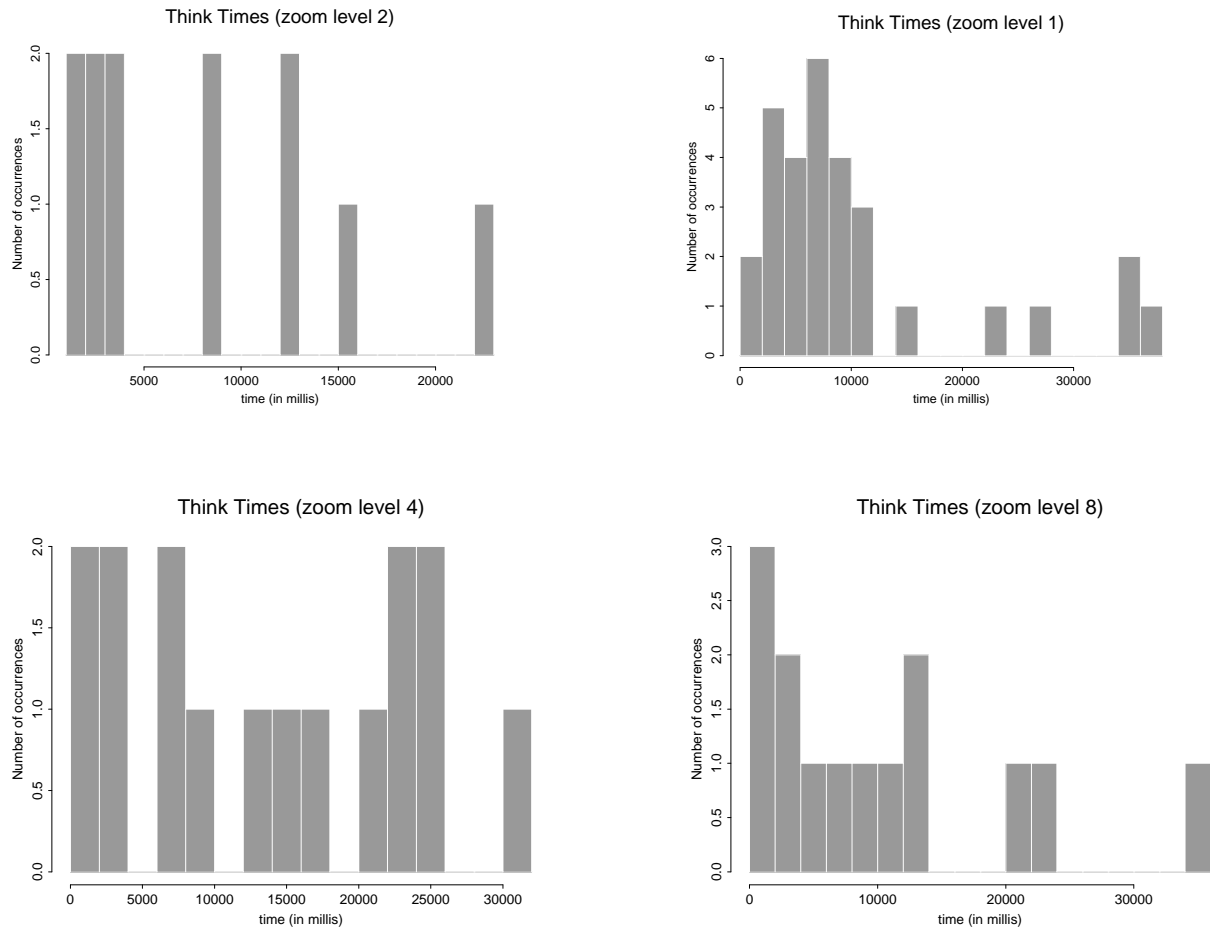 Think Times (zoom level 2)
Number of occurrences
0.0 0.5 1.0 1.5 2.0
5000 10000 15000 20000
time (in millis)
Think Times (zoom level 1)
Number of occurrences
0 1 2 3 4 5 6
0 10000 20000 30000
time (in millis)
Think Times (zoom level 4)
Number of occurrences
0.0 0.5 1.0 1.5 2.0
0 5000 10000 15000 20000 25000 30000
time (in millis)
Think Times (zoom level 8)
Number of occurrences
0.0 0.5 1.0 1.5 2.0 2.5 3.0
0 10000 20000 30000
time (in millis)